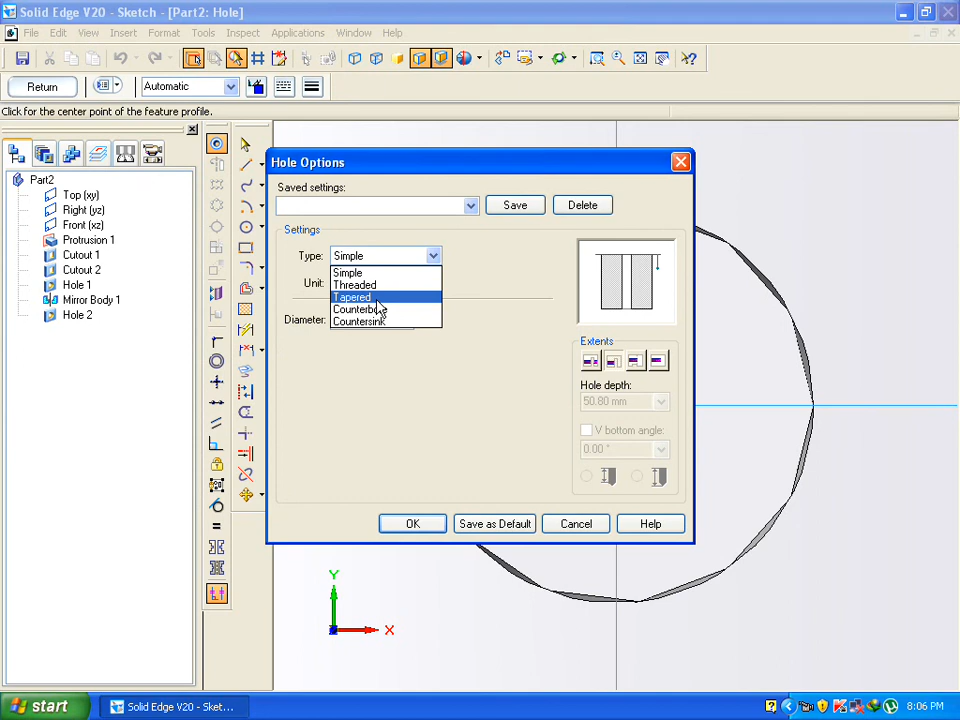 Solid Edge V20 - Sketch - [Part2: Hole]
File Edit View Insert Format Tools Inspect Applications Window Help
Return Automatic
Click for the center point of the feature profile.
Part2
Top (xy)
Right (yz)
Front (xz)
Protrusion 1
Cutout 1
Cutout 2
Hole 1
Mirror Body 1
Hole 2
Hole Options
Saved settings:
Save Delete
Settings
Type: Simple
Simple
Threaded
Tapered
Counterbore
Countersink
Unit:
Diameter:
Extents
Hole depth:
50.80 mm
V bottom angle:
0.00 °
OK Save as Default Cancel Help
Y
X
start Solid Edge V20 - Sket... 8:06 PM